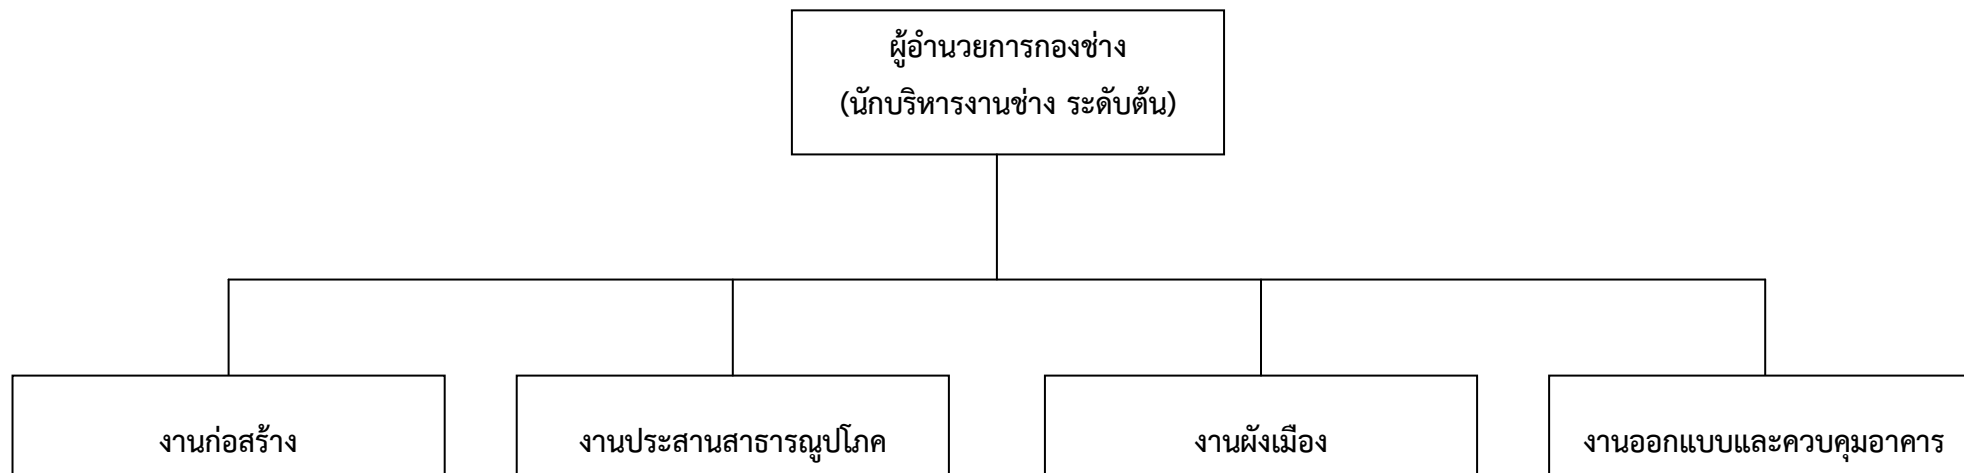 ผู้อำนวยการกองช่าง
(นักบริหารงานช่าง ระดับต้น)
งานก่อสร้าง
งานประสานสาธารณูปโภค
งานผังเมือง
งานออกแบบและควบคุมอาคาร